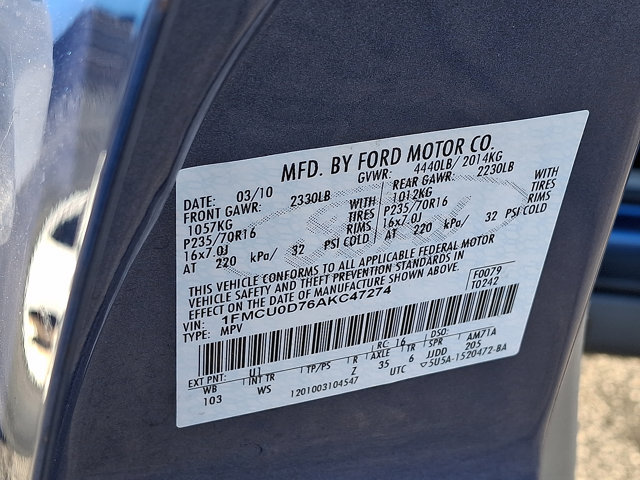 MFD. BY FORD MOTOR CO.
DATE: 03/10 GVWR: 4440LB/ 2014KG
FRONT GAWR: 2330LB REAR GAWR: 2230LB
1057KG WITH 1012KG WITH
P235/70R16 TIRES P235/70R16 TIRES
16x7.0J RIMS 16x7.0J RIMS
AT 220 kPa/ 32 PSI COLD AT 220 kPa/ 32 PSI COLD
THIS VEHICLE CONFORMS TO ALL APPLICABLE FEDERAL MOTOR
VEHICLE SAFETY AND THEFT PREVENTION STANDARDS IN
EFFECT ON THE DATE OF MANUFACTURE SHOWN ABOVE.
VIN: 1FMCU0D76AKC47274 F0079
TYPE: MPV T0242
EXT PNT: U1 RC 16 DSO: AM71A
WB INT TR TP/PS R AXLE TR SPR 205
103 WS Z 35 6 JJDD
1201003104547 UTC ▽5U5A-1520472-BA